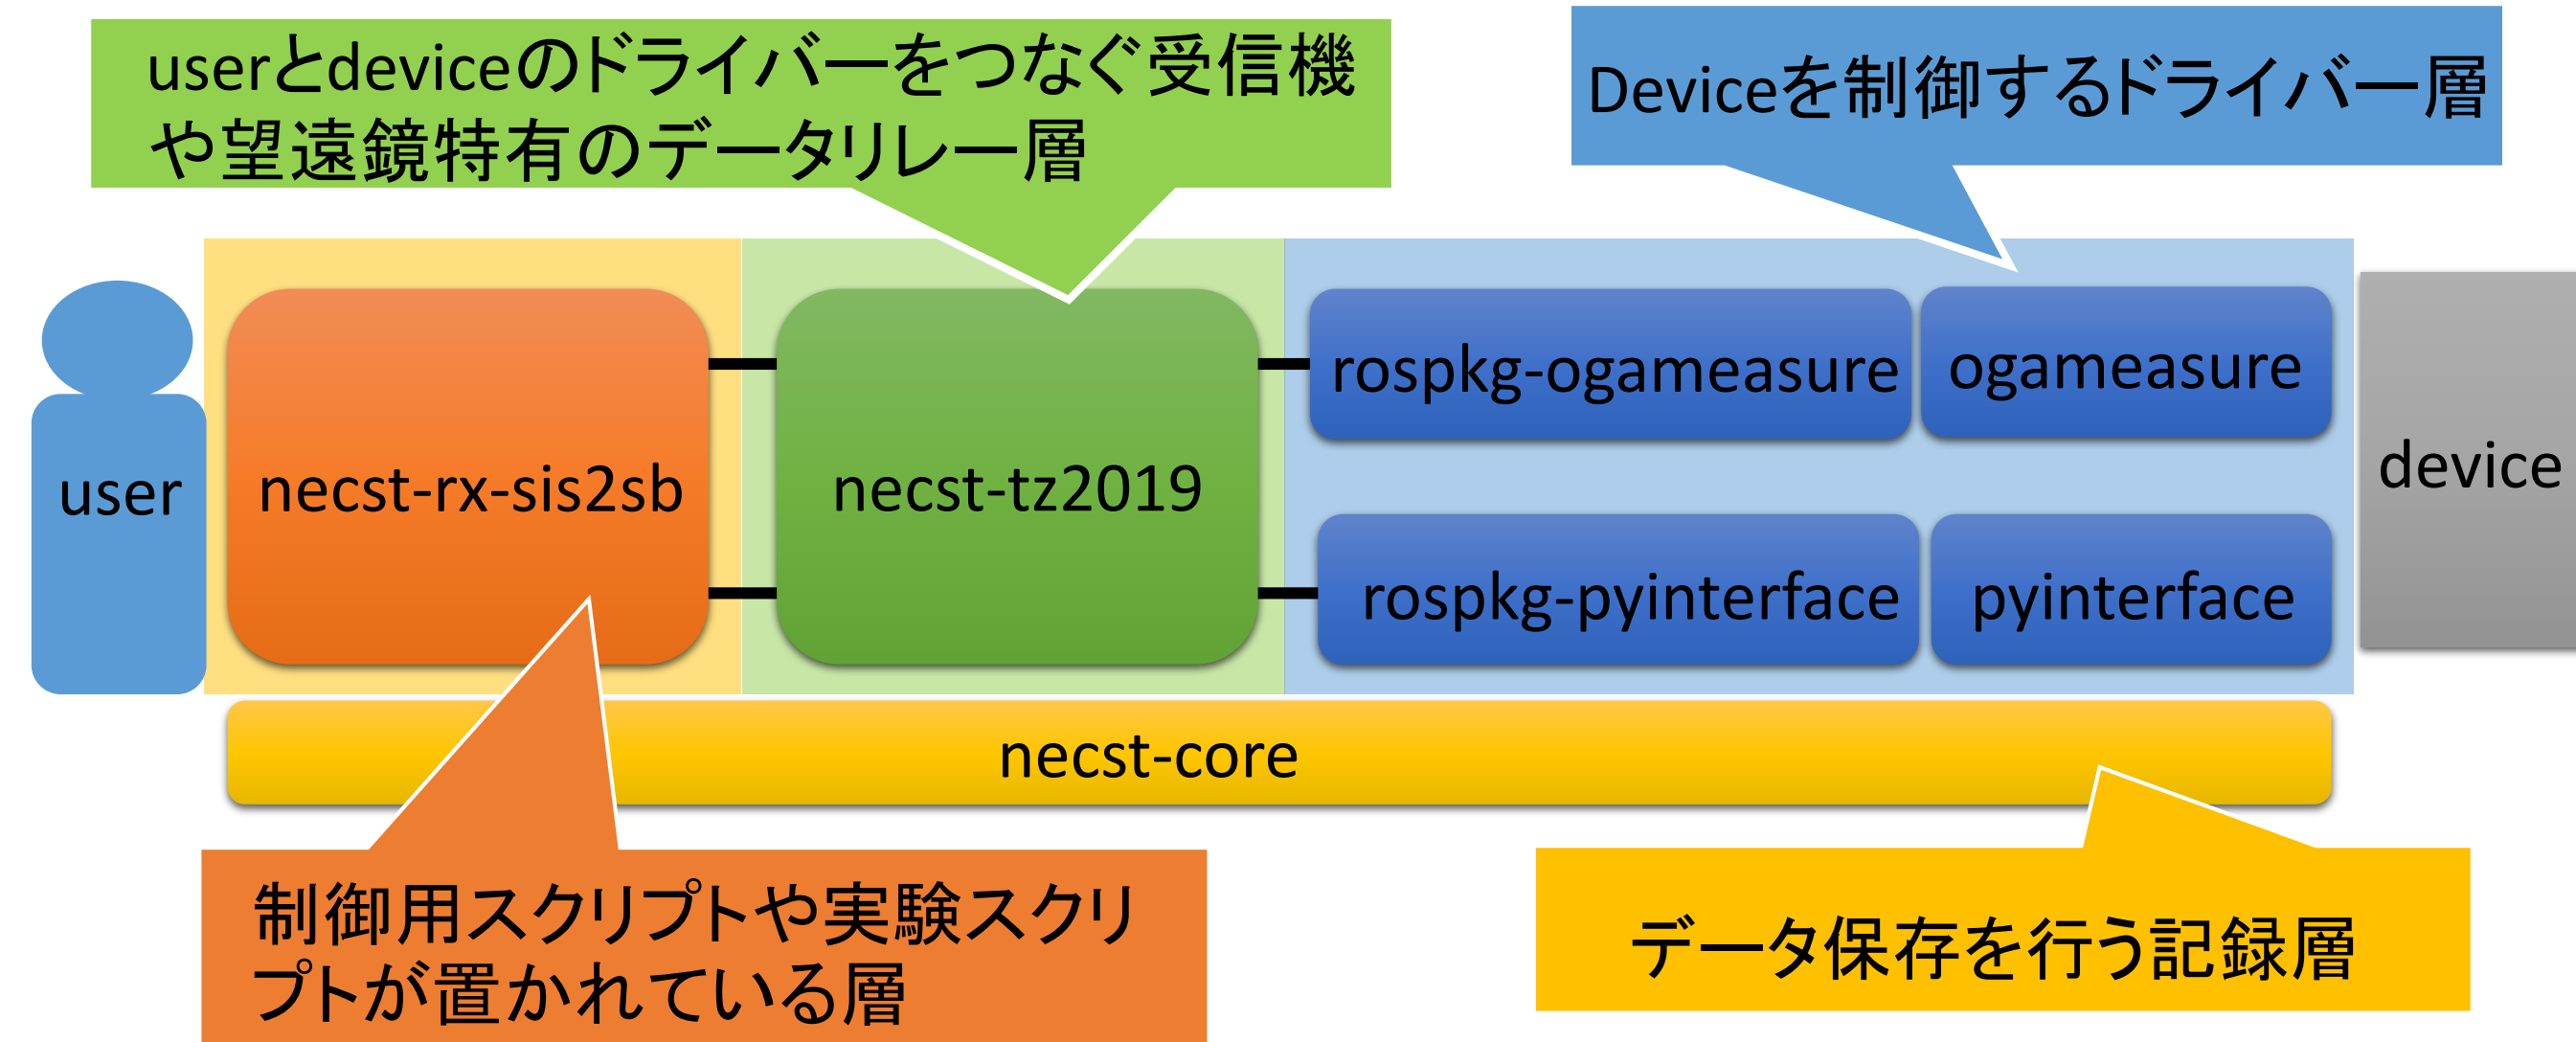 userとdeviceのドライバーをつなぐ受信機
や望遠鏡特有のデータリレー層
Deviceを制御するドライバー層
user
necst-rx-sis2sb
necst-tz2019
rospkg-ogameasure
ogameasure
rospkg-pyinterface
pyinterface
device
necst-core
制御用スクリプトや実験スクリ
プトが置かれている層
データ保存を行う記録層